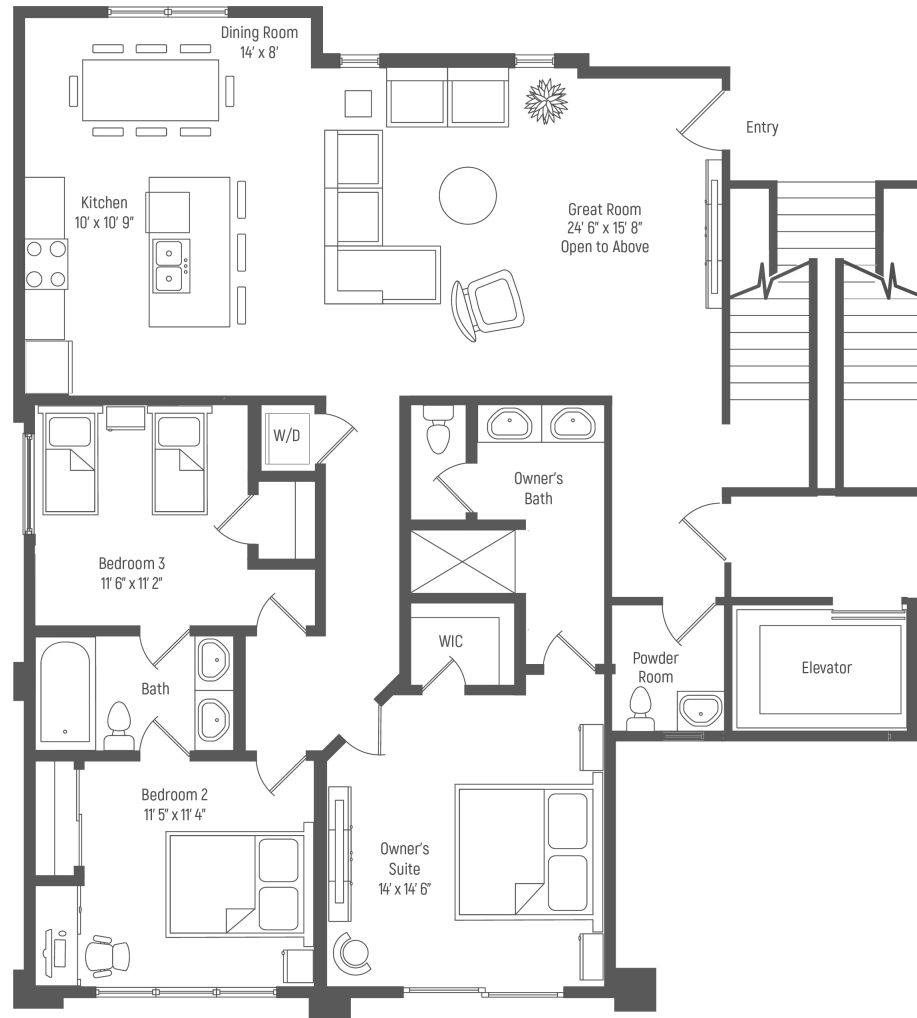 Dining Room
14' x 8'
Entry
Kitchen
10' x 10' 9"
Great Room
24' 6" x 15' 8"
Open to Above
W/D
Owner's
Bath
Bedroom 3
11' 6" x 11' 2"
WIC
Powder
Room
Elevator
Bath
Bedroom 2
11' 5" x 11' 4"
Owner's
Suite
14' x 14' 6"